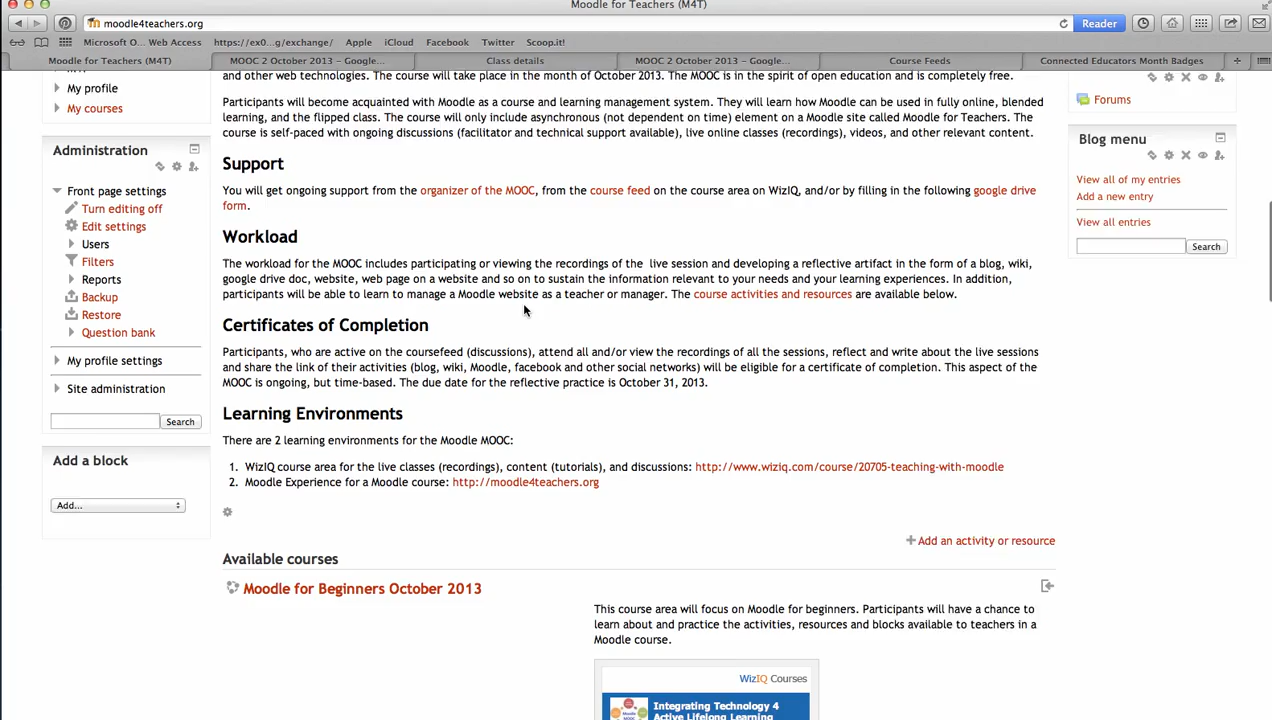 Moodle for Teachers (M4T)
moodle4teachers.org
Reader
Microsoft O... Web Access
https://ex0...g/exchange/
Apple
iCloud
Facebook
Twitter
Scoop.it!
Moodle for Teachers (M4T)
MOOC 2 October 2013 – Google...
Class details
MOOC 2 October 2013 – Google...
Course Feeds
Connected Educators Month Badges
My profile
My courses
Administration
Front page settings
Turn editing off
Edit settings
Users
Filters
Reports
Backup
Restore
Question bank
My profile settings
Site administration
Search
Add a block
Add...
and other web technologies. The course will take place in the month of October 2013. The MOOC is in the spirit of open education and is completely free.
Participants will become acquainted with Moodle as a course and learning management system. They will learn how Moodle can be used in fully online, blended
learning, and the flipped class. The course will only include asynchronous (not dependent on time) element on a Moodle site called Moodle for Teachers. The
course is self-paced with ongoing discussions (facilitator and technical support available), live online classes (recordings), videos, and other relevant content.
Support
You will get ongoing support from the organizer of the MOOC, from the course feed on the course area on WizIQ, and/or by filling in the following google drive
form.
Workload
The workload for the MOOC includes participating or viewing the recordings of the live session and developing a reflective artifact in the form of a blog, wiki,
google drive doc, website, web page on a website and so on to sustain the information relevant to your needs and your learning experiences. In addition,
participants will be able to learn to manage a Moodle website as a teacher or manager. The course activities and resources are available below.
Certificates of Completion
Participants, who are active on the coursefeed (discussions), attend all and/or view the recordings of all the sessions, reflect and write about the live sessions
and share the link of their activities (blog, wiki, Moodle, facebook and other social networks) will be eligible for a certificate of completion. This aspect of the
MOOC is ongoing, but time-based. The due date for the reflective practice is October 31, 2013.
Learning Environments
There are 2 learning environments for the Moodle MOOC:
1. WizIQ course area for the live classes (recordings), content (tutorials), and discussions: http://www.wiziq.com/course/20705-teaching-with-moodle
2. Moodle Experience for a Moodle course: http://moodle4teachers.org
Add an activity or resource
Available courses
Moodle for Beginners October 2013
This course area will focus on Moodle for beginners. Participants will have a chance to
learn about and practice the activities, resources and blocks available to teachers in a
Moodle course.
WizIQ Courses
Integrating Technology 4
Active Lifelong Learning
Forums
Blog menu
View all of my entries
Add a new entry
View all entries
Search